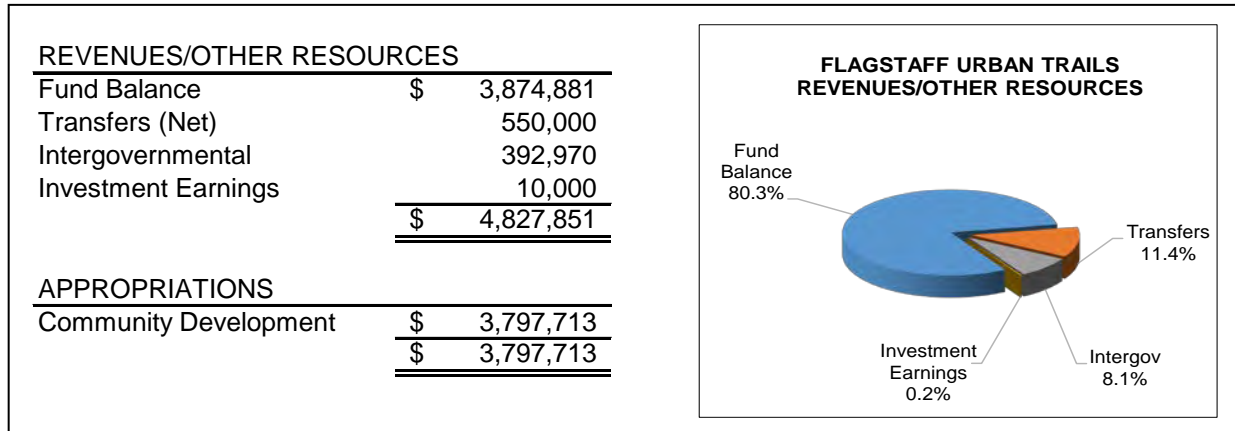 REVENUES/OTHER RESOURCES
Fund Balance $ 3,874,881
Transfers (Net) 550,000
Intergovernmental 392,970
Investment Earnings 10,000
$ 4,827,851
APPROPRIATIONS
Community Development $ 3,797,713
$ 3,797,713
FLAGSTAFF URBAN TRAILS
REVENUES/OTHER RESOURCES
Fund
Balance
80.3%
Transfers
11.4%
Investment
Earnings
0.2%
Intergov
8.1%